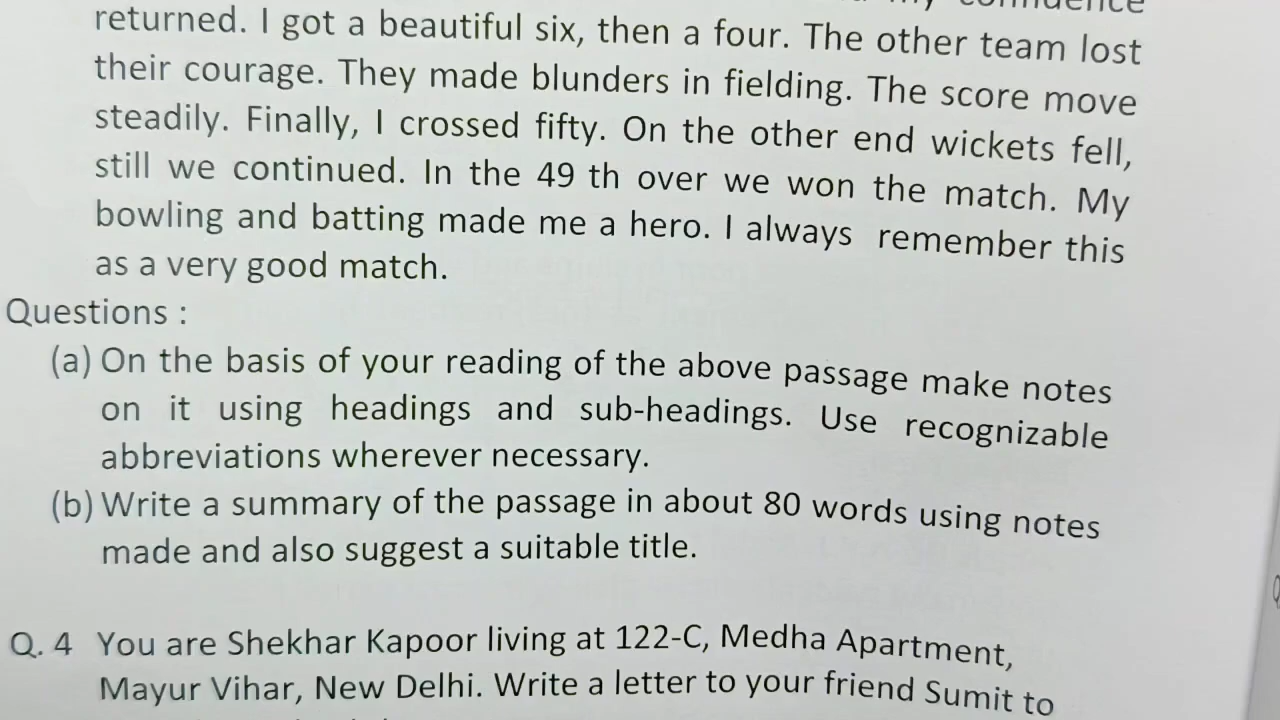 returned. I got a beautiful six, then a four. The other team lost
their courage. They made blunders in fielding. The score move
steadily. Finally, I crossed fifty. On the other end wickets fell,
still we continued. In the 49 th over we won the match. My
bowling and batting made me a hero. I always remember this
as a very good match.
Questions :
(a) On the basis of your reading of the above passage make notes
on it using headings and sub-headings. Use recognizable
abbreviations wherever necessary.
(b) Write a summary of the passage in about 80 words using notes
made and also suggest a suitable title.
Q. 4 You are Shekhar Kapoor living at 122-C, Medha Apartment,
Mayur Vihar, New Delhi. Write a letter to your friend Sumit to